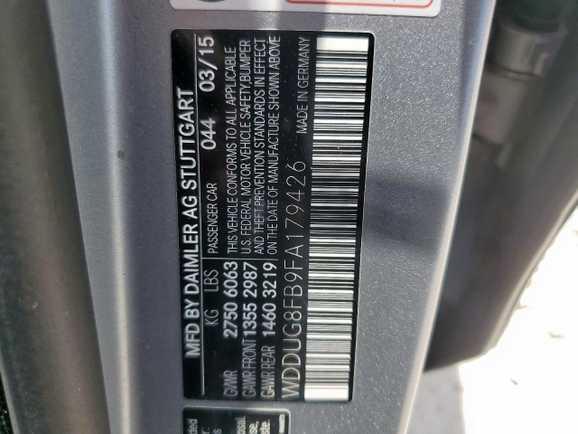 MFD BY DAIMLER AG STUTTGART
KG LBS PASSENGER CAR 044 03/15
GVWR 2750 6063 THIS VEHICLE CONFORMS TO ALL APPLICABLE
GAWR FRONT 1355 2987 U.S. FEDERAL MOTOR VEHICLE SAFETY, BUMPER
AND THEFT PREVENTION STANDARDS IN EFFECT
GAWR REAR 1460 3219 ON THE DATE OF MANUFACTURE SHOWN ABOVE
WDDUG8FB9FA179426 MADE IN GERMANY